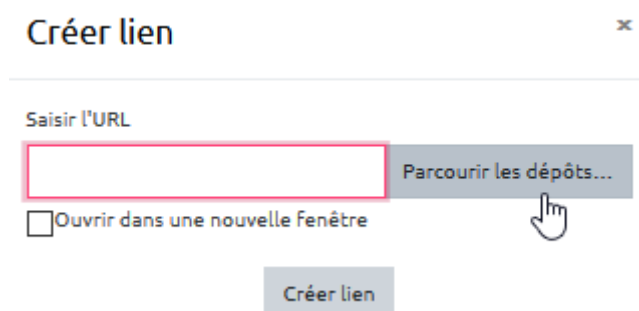 Créer lien
×
Saisir l'URL
Parcourir les dépôts...
Ouvrir dans une nouvelle fenêtre
Créer lien